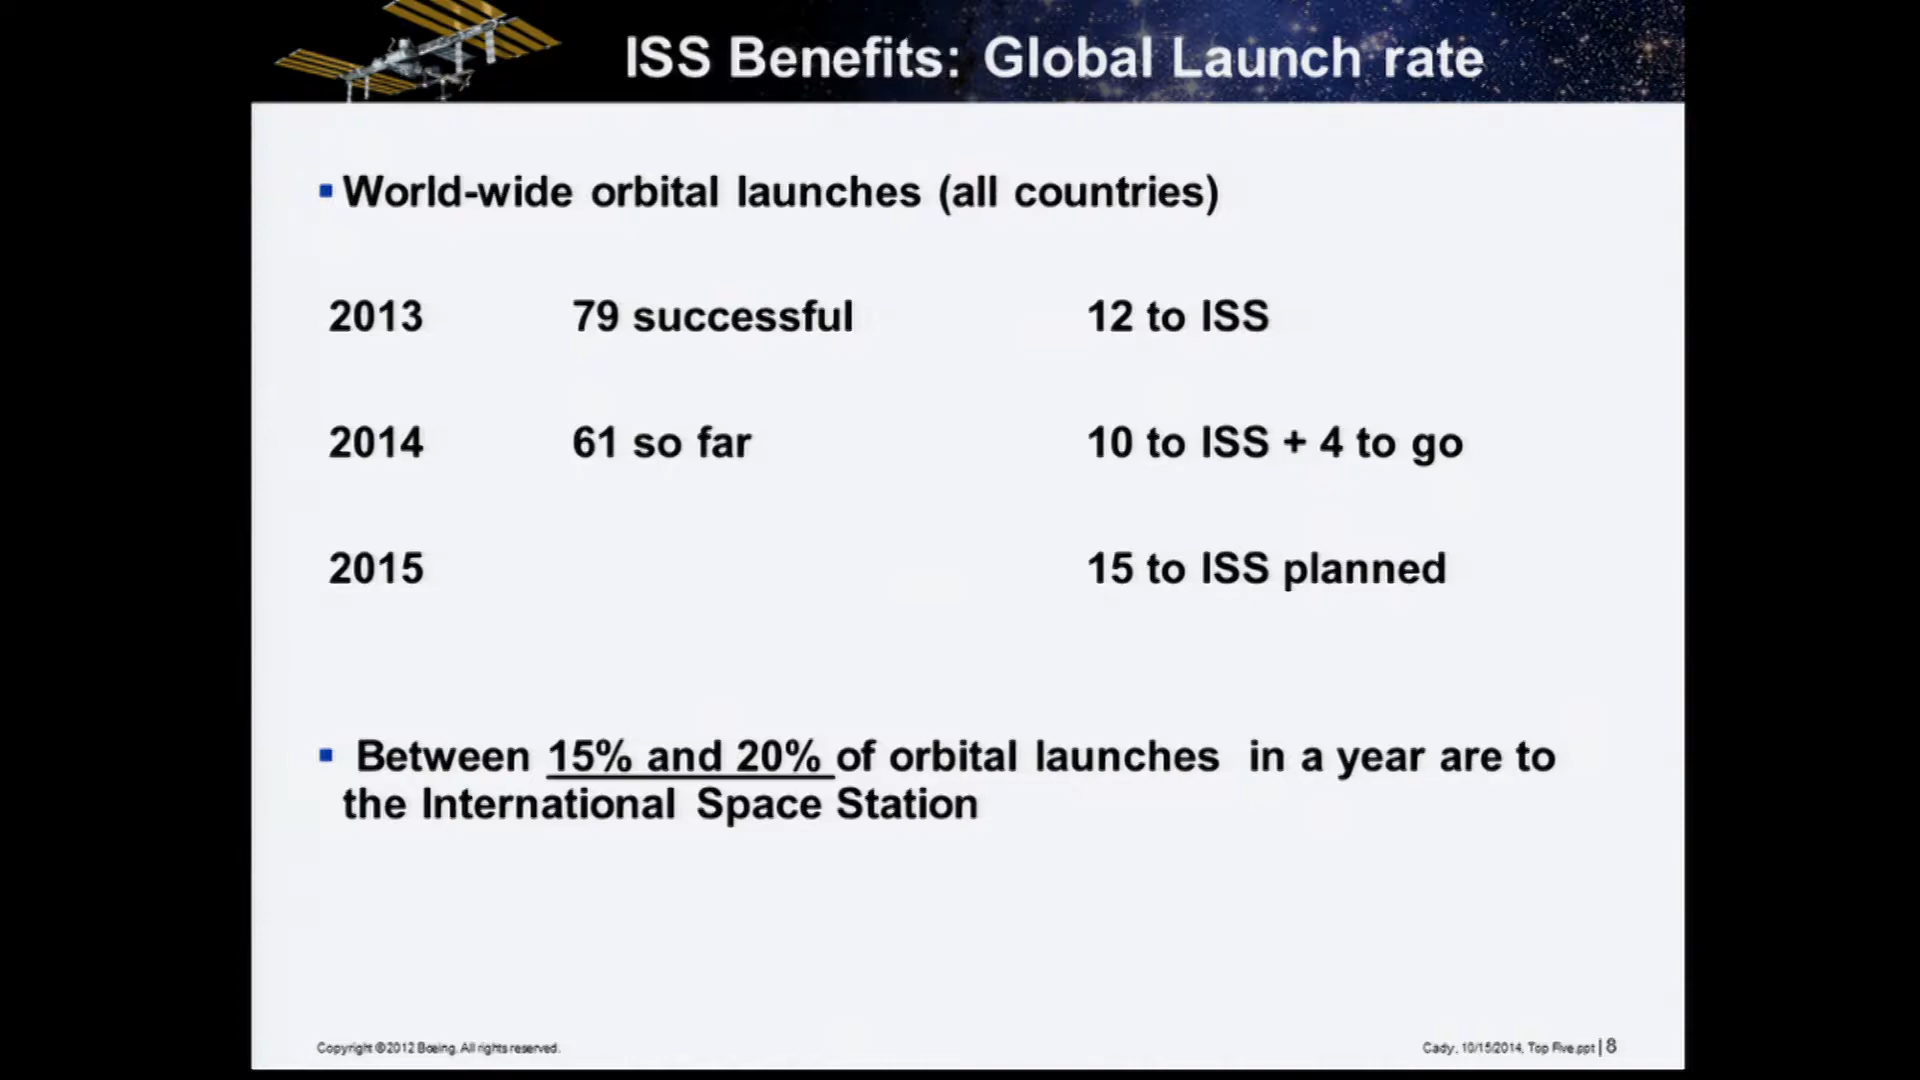 ISS Benefits: Global Launch rate
▪ World-wide orbital launches (all countries)
2013 79 successful 12 to ISS
2014 61 so far 10 to ISS + 4 to go
2015 15 to ISS planned
▪ Between 15% and 20% of orbital launches in a year are to
the International Space Station
Copyright ©2012 Boeing. All rights reserved.
Cady, 10/15/2014, Top Five.ppt | 8